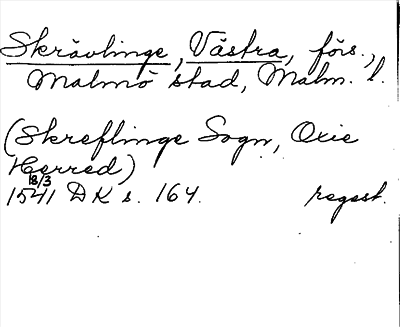 Skrävlinge, Västra, förs.,
Malmö stad, Malm. l.
(Skreflinge Sogn, Oxie
Herred)
18/3
1541 DK s. 164. regest.